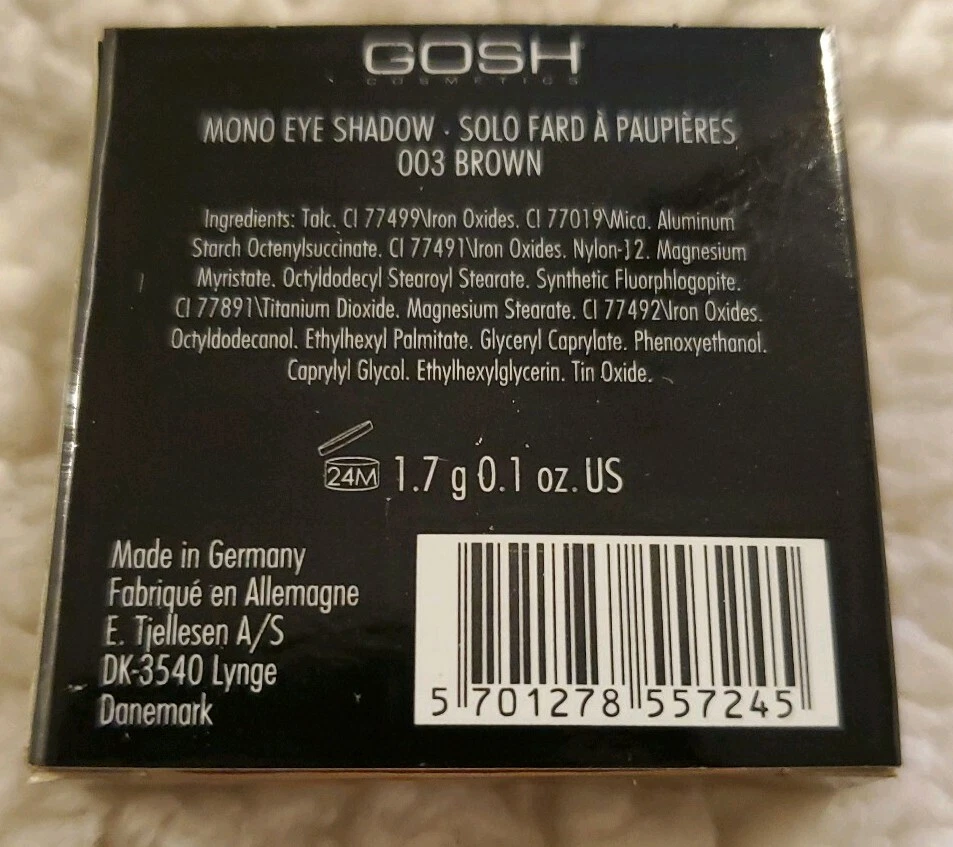 GOSH
COSMETICS
MONO EYE SHADOW · SOLO FARD À PAUPIÈRES
003 BROWN
Ingredients: Talc. CI 77499\Iron Oxides. CI 77019\Mica. Aluminum
Starch Octenylsuccinate. CI 77491\Iron Oxides. Nylon-12. Magnesium
Myristate. Octyldodecyl Stearoyl Stearate. Synthetic Fluorphlogopite.
CI 77891\Titanium Dioxide. Magnesium Stearate. CI 77492\Iron Oxides.
Octyldodecanol. Ethylhexyl Palmitate. Glyceryl Caprylate. Phenoxyethanol.
Caprylyl Glycol. Ethylhexylglycerin. Tin Oxide.
24M 1.7 g 0.1 oz. US
Made in Germany
Fabriqué en Allemagne
E. Tjellesen A/S
DK-3540 Lynge
Danemark
5 701278 557245